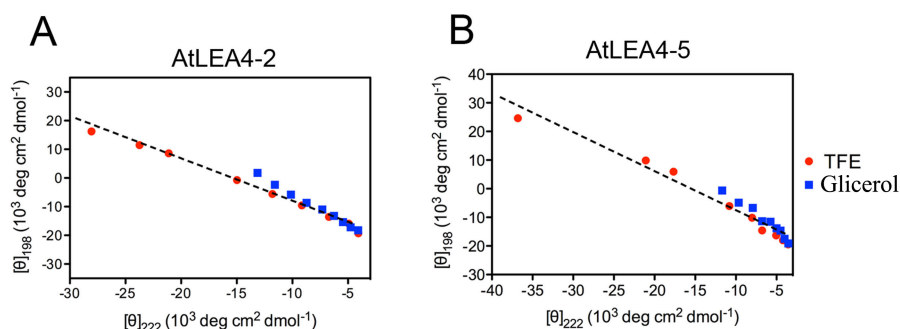 A
AtLEA4-2
[θ]198 (10³ deg cm² dmol⁻¹)
30
20
10
0
-10
-20
-30
-30 -25 -20 -15 -10 -5
[θ]222 (10³ deg cm² dmol⁻¹)
B
AtLEA4-5
[θ]198 (10³ deg cm² dmol⁻¹)
40
30
20
10
0
-10
-20
-30
-40 -35 -30 -25 -20 -15 -10 -5
[θ]222 (10³ deg cm² dmol⁻¹)
TFE
Glicerol